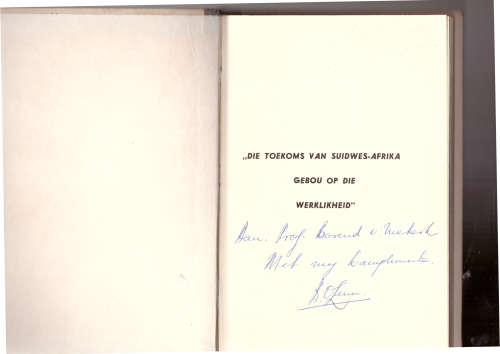 „DIE TOEKOMS VAN SUIDWES-AFRIKA
GEBOU OP DIE
WERKLIKHEID"
Aan. Prof. Barend v Niekerk
Met my komplimente.